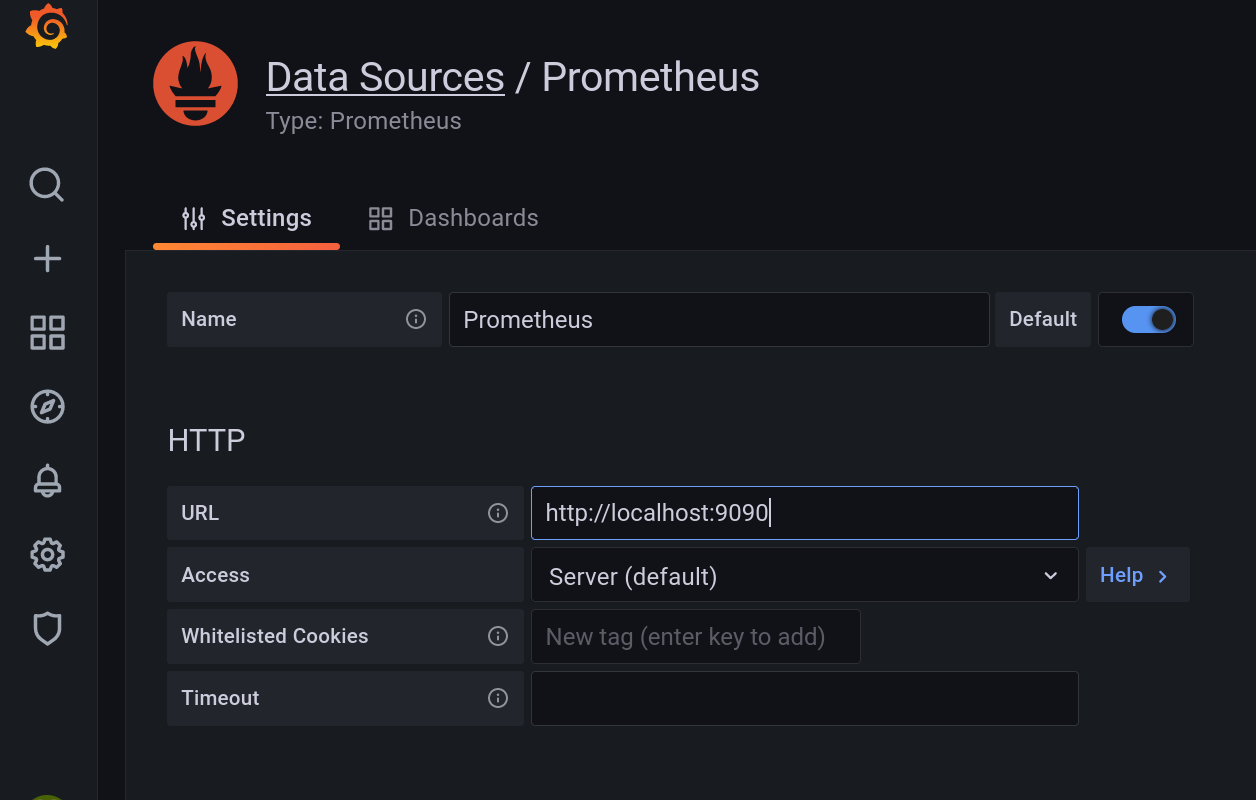 Data Sources / Prometheus
Type: Prometheus
Settings Dashboards
Name Prometheus Default
HTTP
URL http://localhost:9090
Access Server (default) Help
Whitelisted Cookies New tag (enter key to add)
Timeout